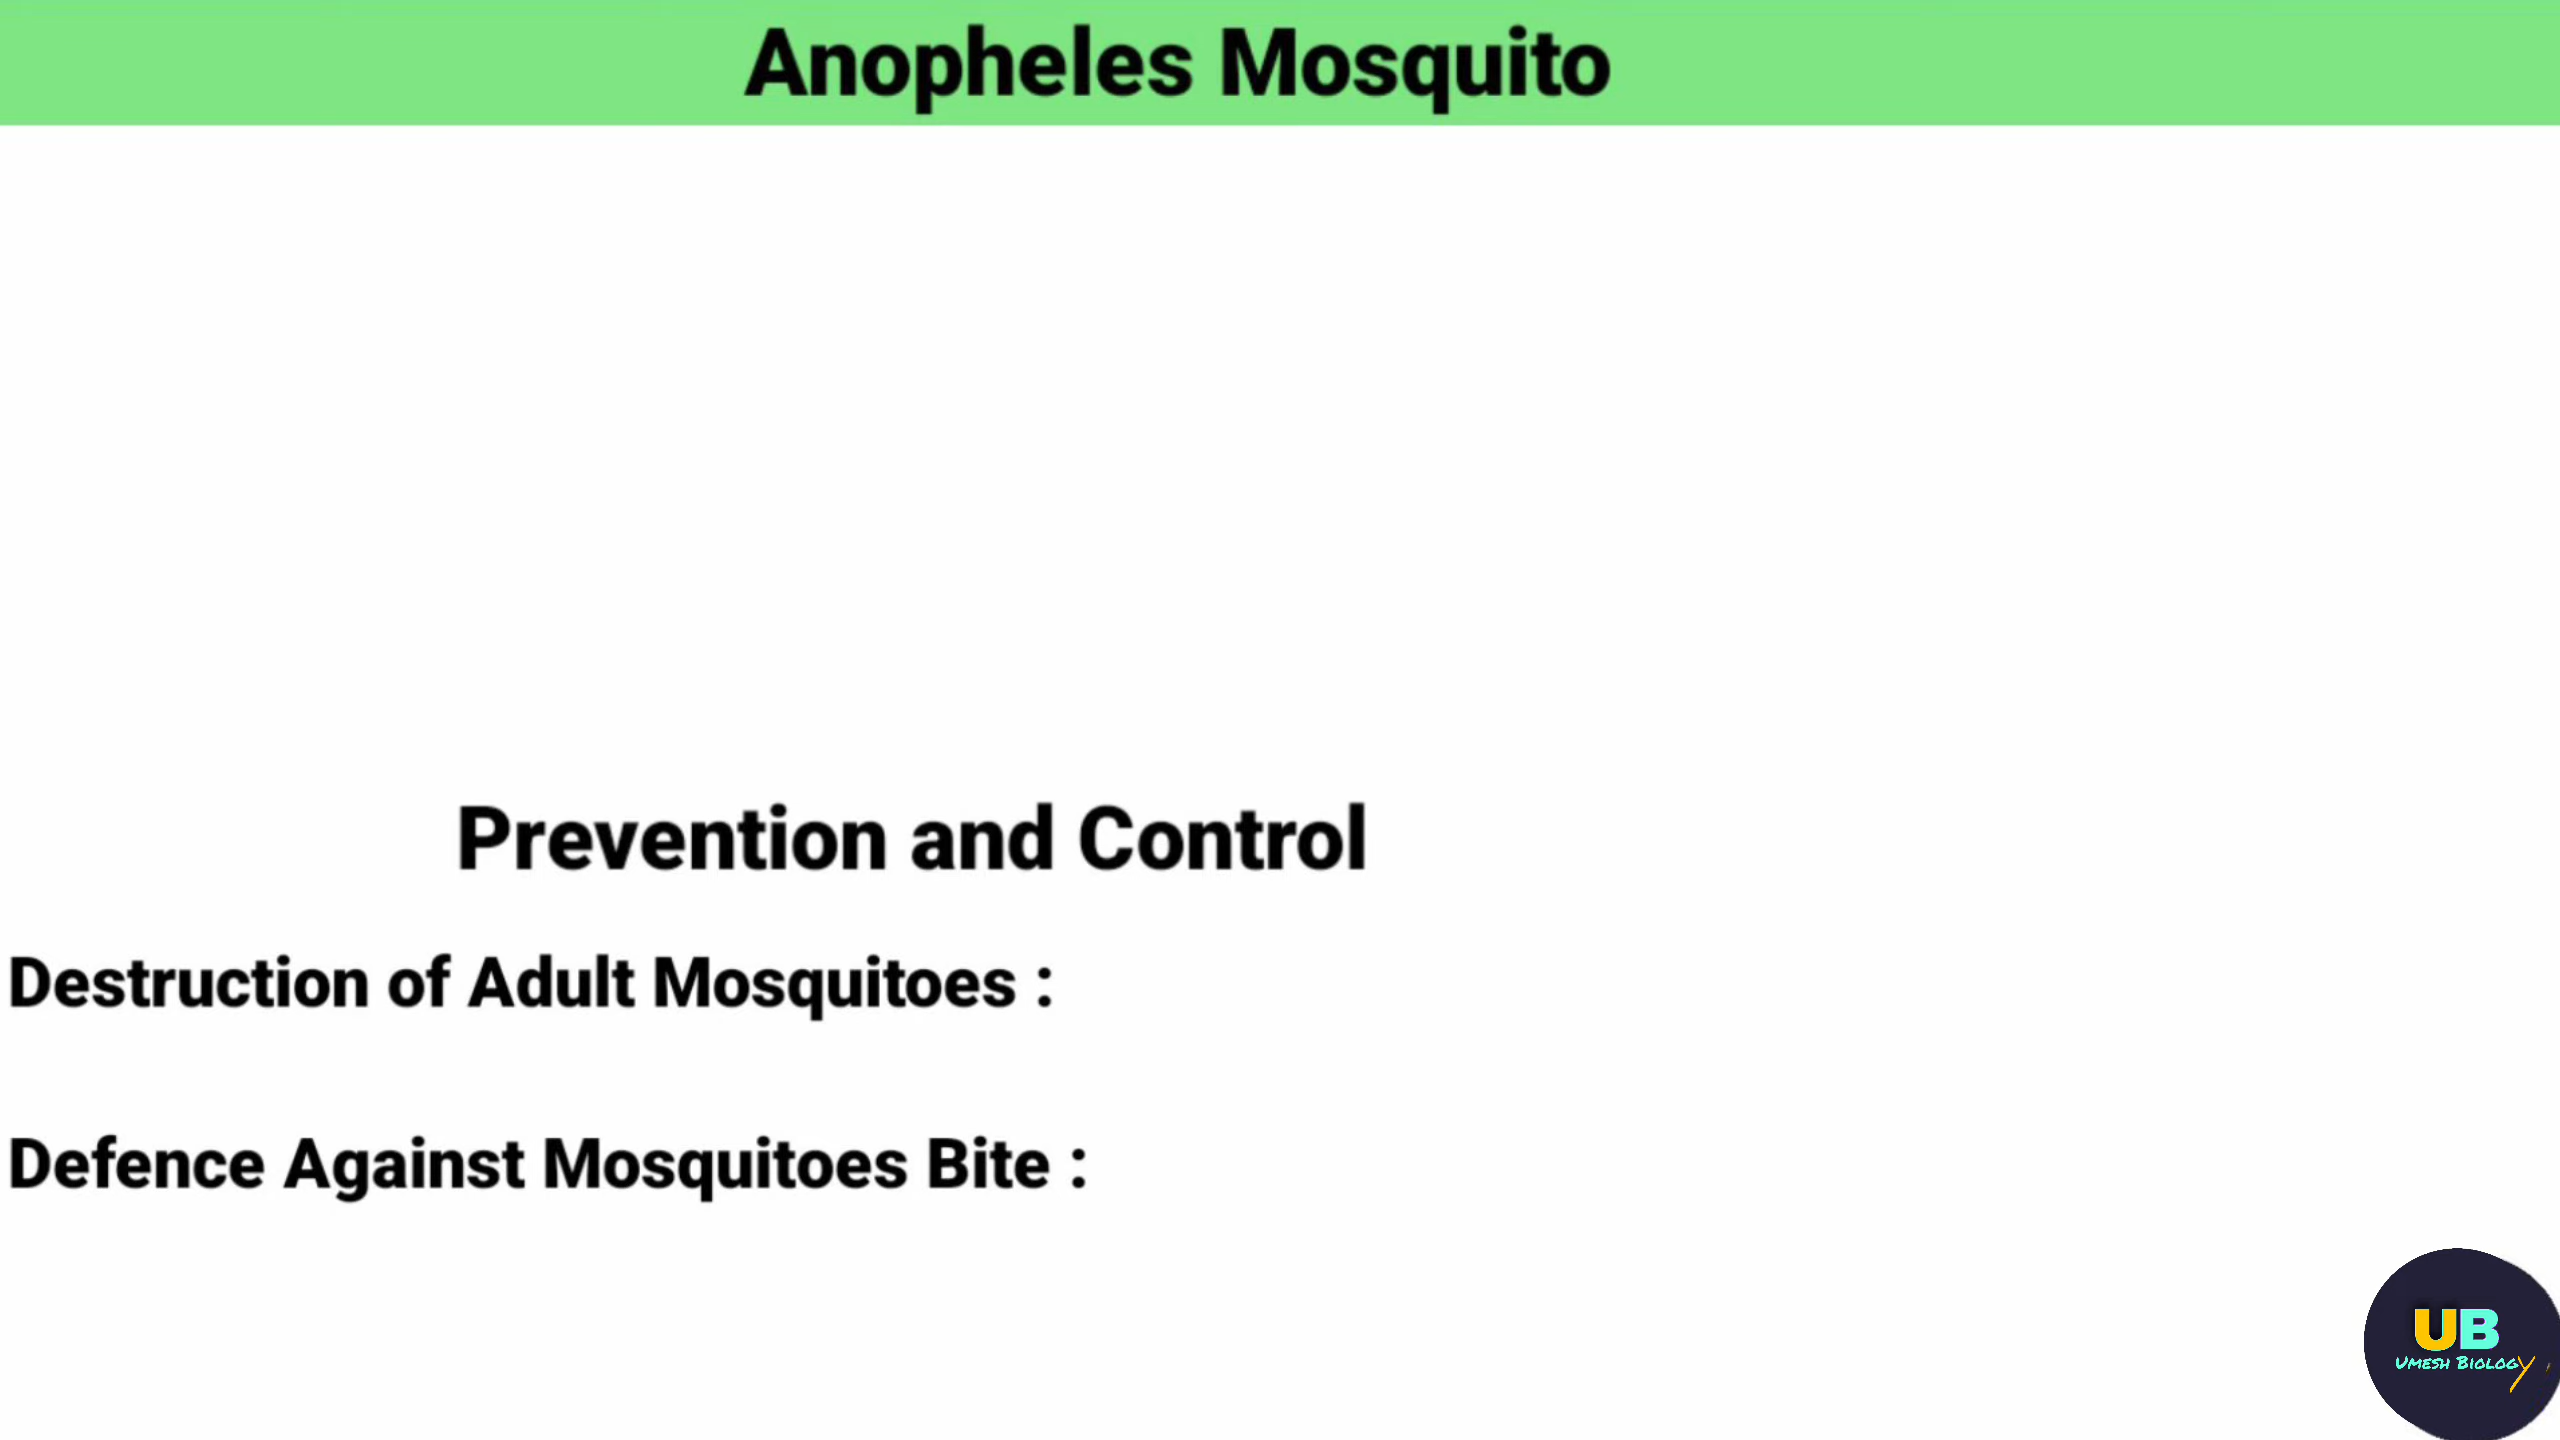 Anopheles Mosquito
Prevention and Control
Destruction of Adult Mosquitoes :
Defence Against Mosquitoes Bite :
UB
Umesh Biology